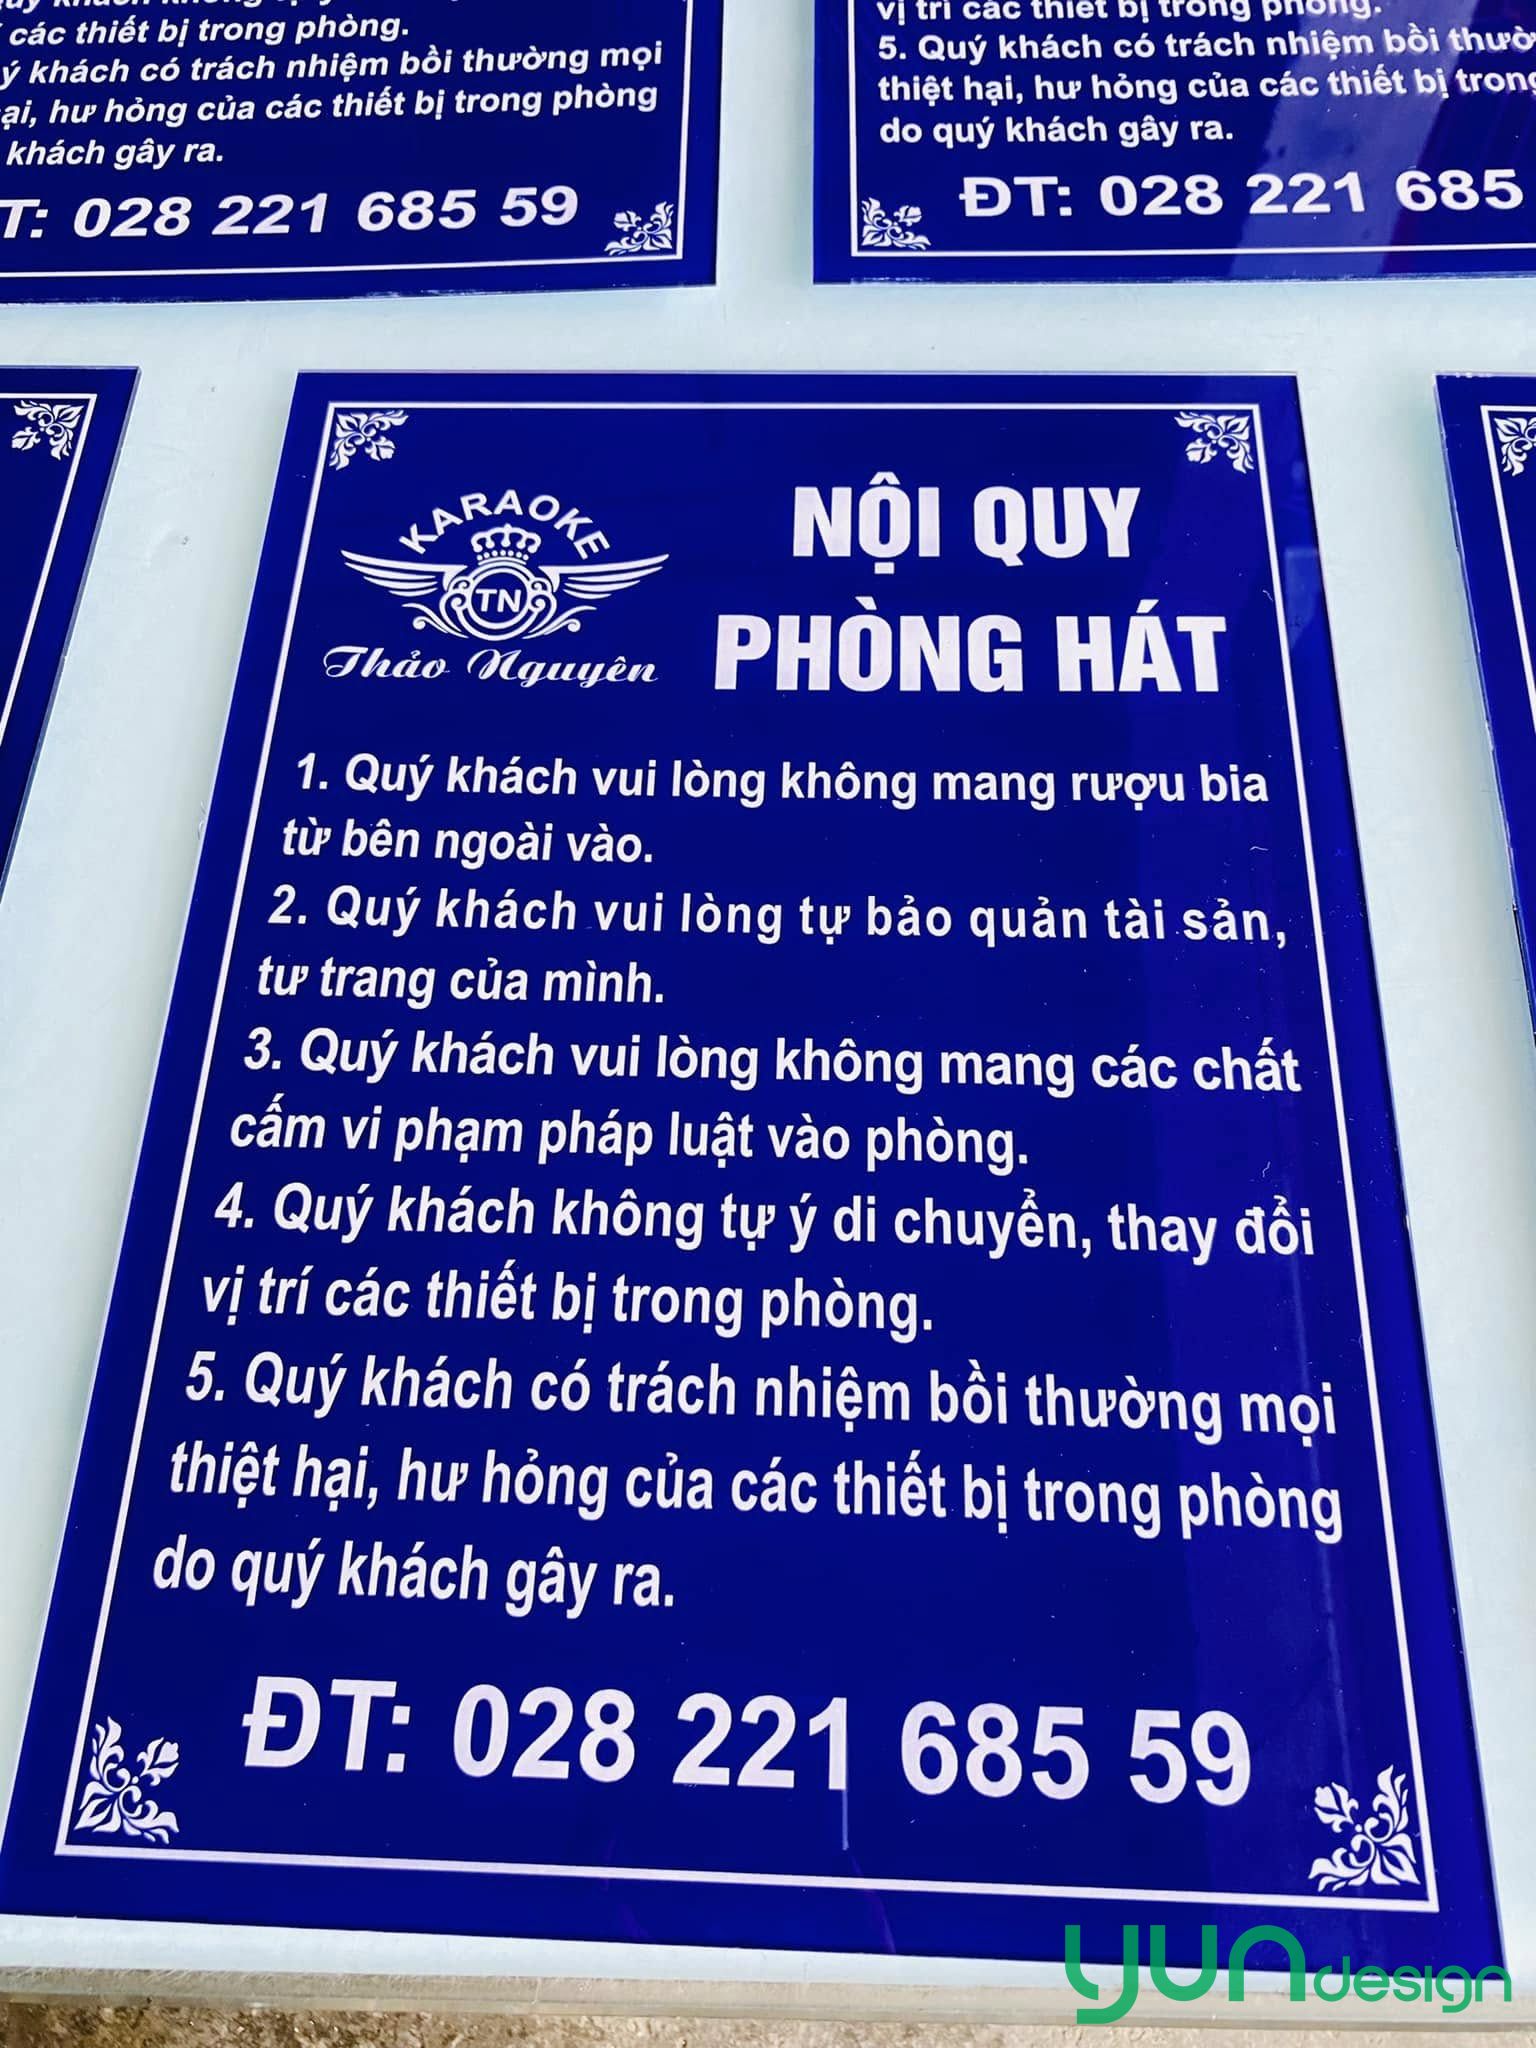 các thiết bị trong phòng.
ý khách có trách nhiệm bồi thường mọi
ại, hư hỏng của các thiết bị trong phòng
khách gây ra.
T: 028 221 685 59
vị trí các thiết bị trong phòng.
5. Quý khách có trách nhiệm bồi thườ
thiệt hại, hư hỏng của các thiết bị trong
do quý khách gây ra.
ĐT: 028 221 685
KARAOKE
TN
Thảo Nguyên
NỘI QUY
PHÒNG HÁT
1. Quý khách vui lòng không mang rượu bia
từ bên ngoài vào.
2. Quý khách vui lòng tự bảo quản tài sản,
tư trang của mình.
3. Quý khách vui lòng không mang các chất
cấm vi phạm pháp luật vào phòng.
4. Quý khách không tự ý di chuyển, thay đổi
vị trí các thiết bị trong phòng.
5. Quý khách có trách nhiệm bồi thường mọi
thiệt hại, hư hỏng của các thiết bị trong phòng
do quý khách gây ra.
ĐT: 028 221 685 59
yun design